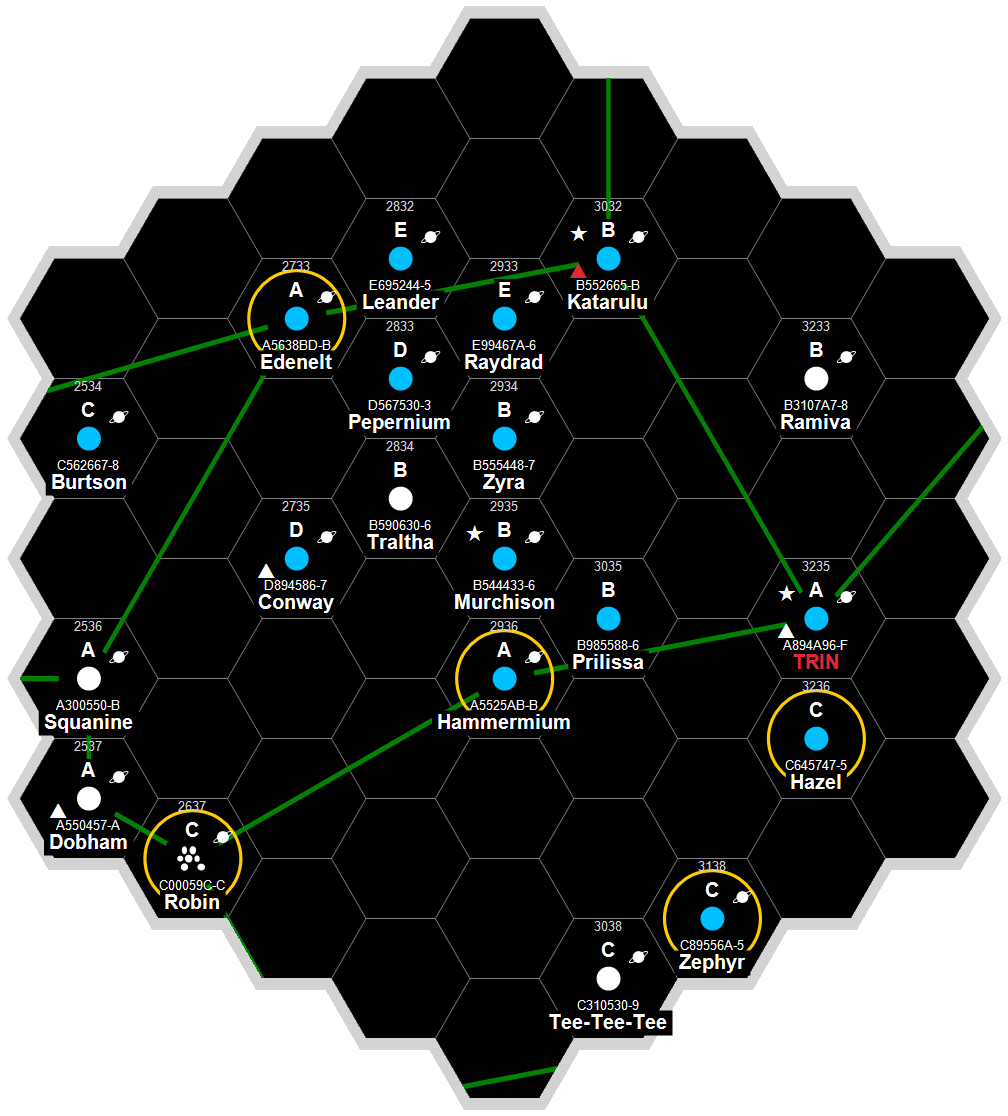 2832
E
E695244-5
Leander
3032
B
B552665-B
Katarulu
2733
A
A5638BD-B
Edenelt
2933
E
E99467A-6
Raydrad
2833
D
D567530-3
Pepernium
3233
B
B3107A7-8
Ramiva
2534
C
C562667-8
Burtson
2934
B
B555448-7
Zyra
2834
B
B590630-6
Traltha
2735
D
D894586-7
Conway
2935
B
B544433-6
Murchison
3035
B
B985588-6
Prilissa
3235
A
A894A96-F
TRIN
2536
A
A300550-B
Squanine
2936
A
A5525AB-B
Hammermium
3236
C
C645747-5
Hazel
2537
A
A550457-A
Dobham
2637
C
C00059C-C
Robin
3138
C
C89556A-5
Zephyr
3038
C
C310530-9
Tee-Tee-Tee